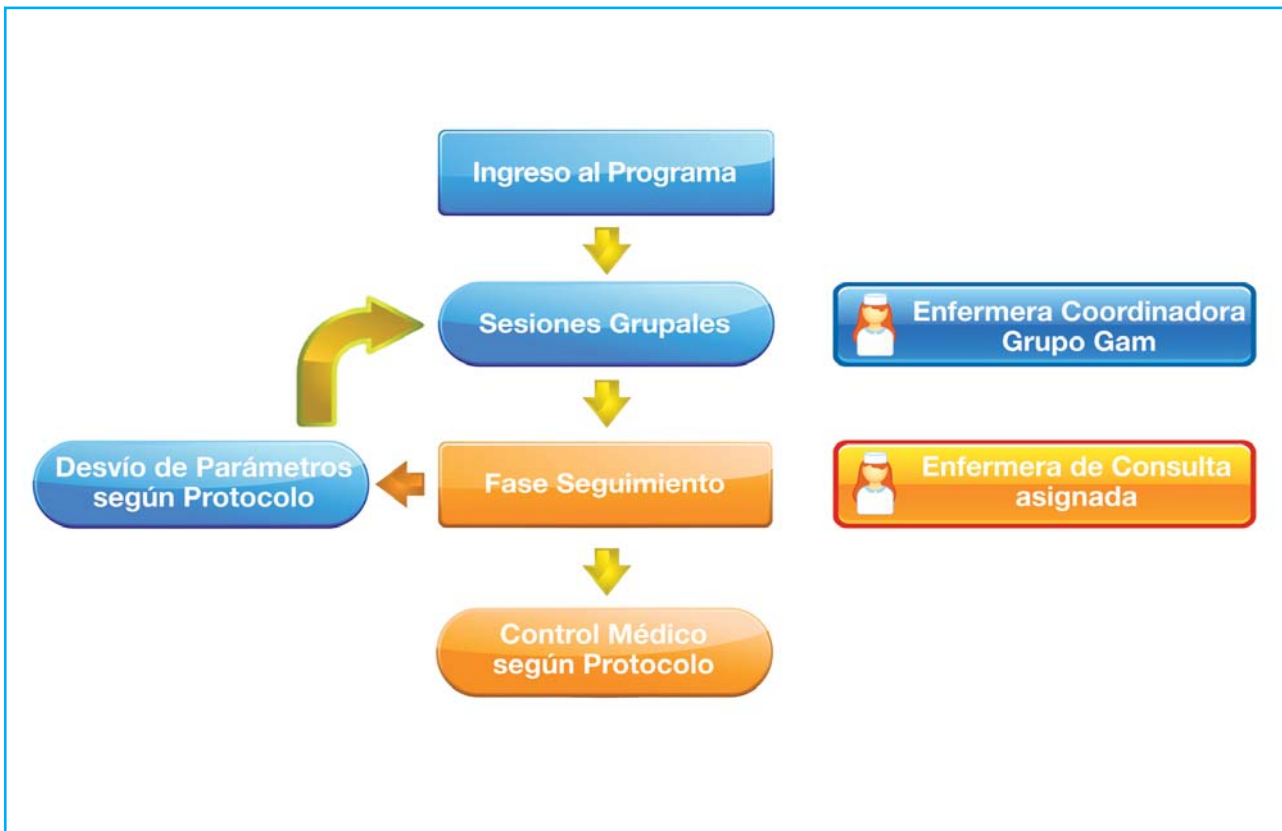 Ingreso al Programa
Sesiones Grupales
Enfermera Coordinadora
Grupo Gam
Desvío de Parámetros
según Protocolo
Fase Seguimiento
Enfermera de Consulta
asignada
Control Médico
según Protocolo